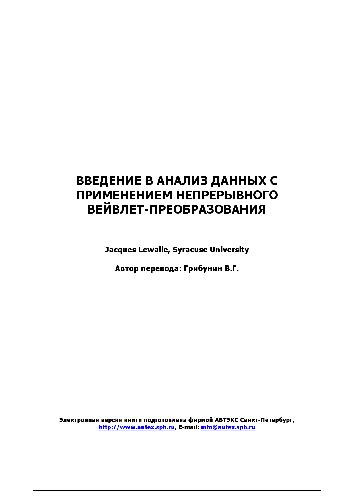 ВВЕДЕНИЕ В АНАЛИЗ ДАННЫХ С
ПРИМЕНЕНИЕМ НЕПРЕРЫВНОГО
ВЕЙВЛЕТ-ПРЕОБРАЗОВАНИЯ
Jacques Lewalle, Syracuse University
Автор перевода: Грибунин В.Г.
Электронная версия книги подготовлена фирмой АВТЭКС Санкт-Петербург,
http://www.autex.spb.ru, E-mail: info@autex.spb.ru